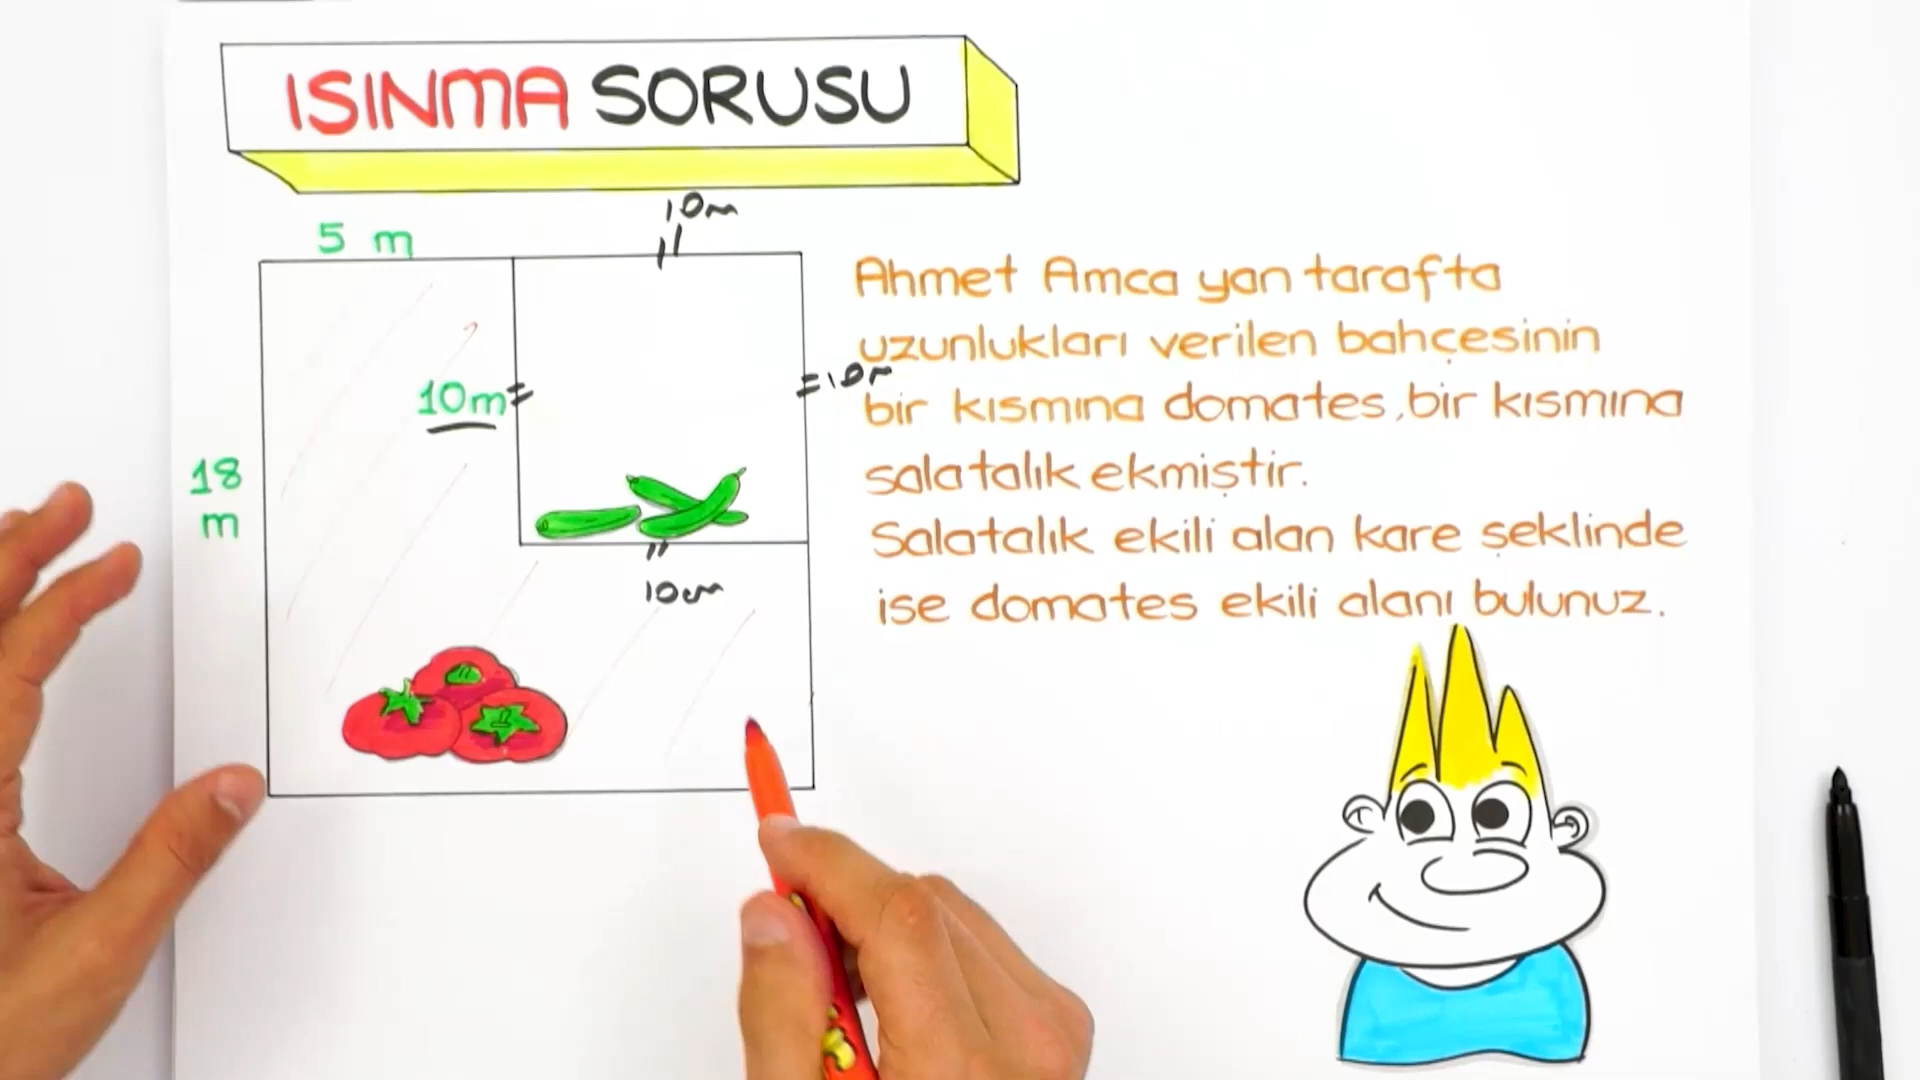 ISINMA SORUSU
10m
5 m
10m
10m
18
m
10cm
Ahmet Amca yan tarafta
uzunlukları verilen bahçesinin
bir kısmına domates, bir kısmına
salatalık ekmiştir.
Salatalık ekili alan kare şeklinde
ise domates ekili alanı bulunuz.